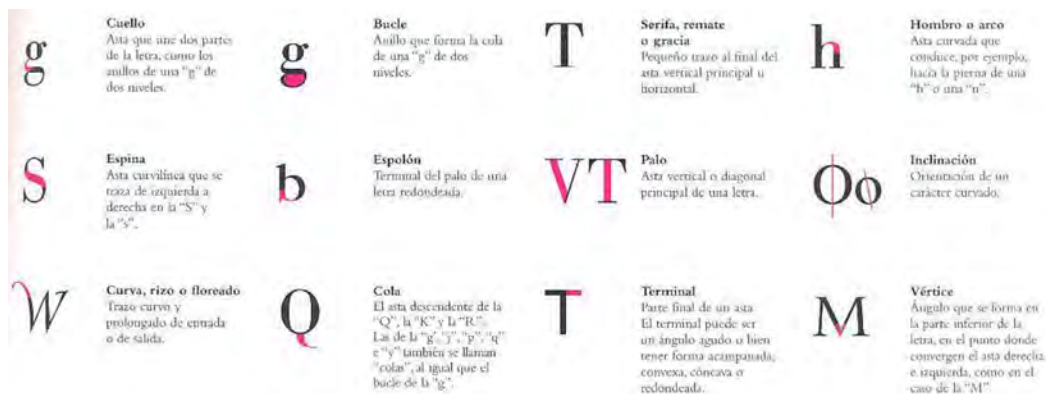 g
Cuello
Asta que une dos partes
de la letra, como los
anillos de una "g" de
dos niveles.
g
Bucle
Anillo que forma la cola
de una "g" de dos
niveles.
T
Serifa, remate
o gracia
Pequeño trazo al final del
asta vertical principal u
horizontal.
h
Hombro o arco
Asta curvada que
conduce, por ejemplo,
hacia la pierna de una
"h" o una "n".
S
Espina
Asta curvilínea que se
traza de izquierda a
derecha en la "S" y
la "s".
b
Espolón
Terminal del palo de una
letra redondeada.
VT
Palo
Asta vertical o diagonal
principal de una letra.
Oo
Inclinación
Orientación de un
carácter curvado.
W
Curva, rizo o floreado
Trazo curvo y
prolongado de entrada
o de salida.
Q
Cola
El asta descendente de la
"Q", la "K" y la "R".
Las de la "g", "j", "p", "q"
e "y" también se llaman
"colas", al igual que el
bucle de la "g".
T
Terminal
Parte final de un asta
El terminal puede ser
un ángulo agudo o bien
tener forma acampanada,
convexa, cóncava o
redondeada.
M
Vértice
Ángulo que se forma en
la parte inferior de la
letra, en el punto donde
convergen el asta derecha
e izquierda, como en el
caso de la "M"